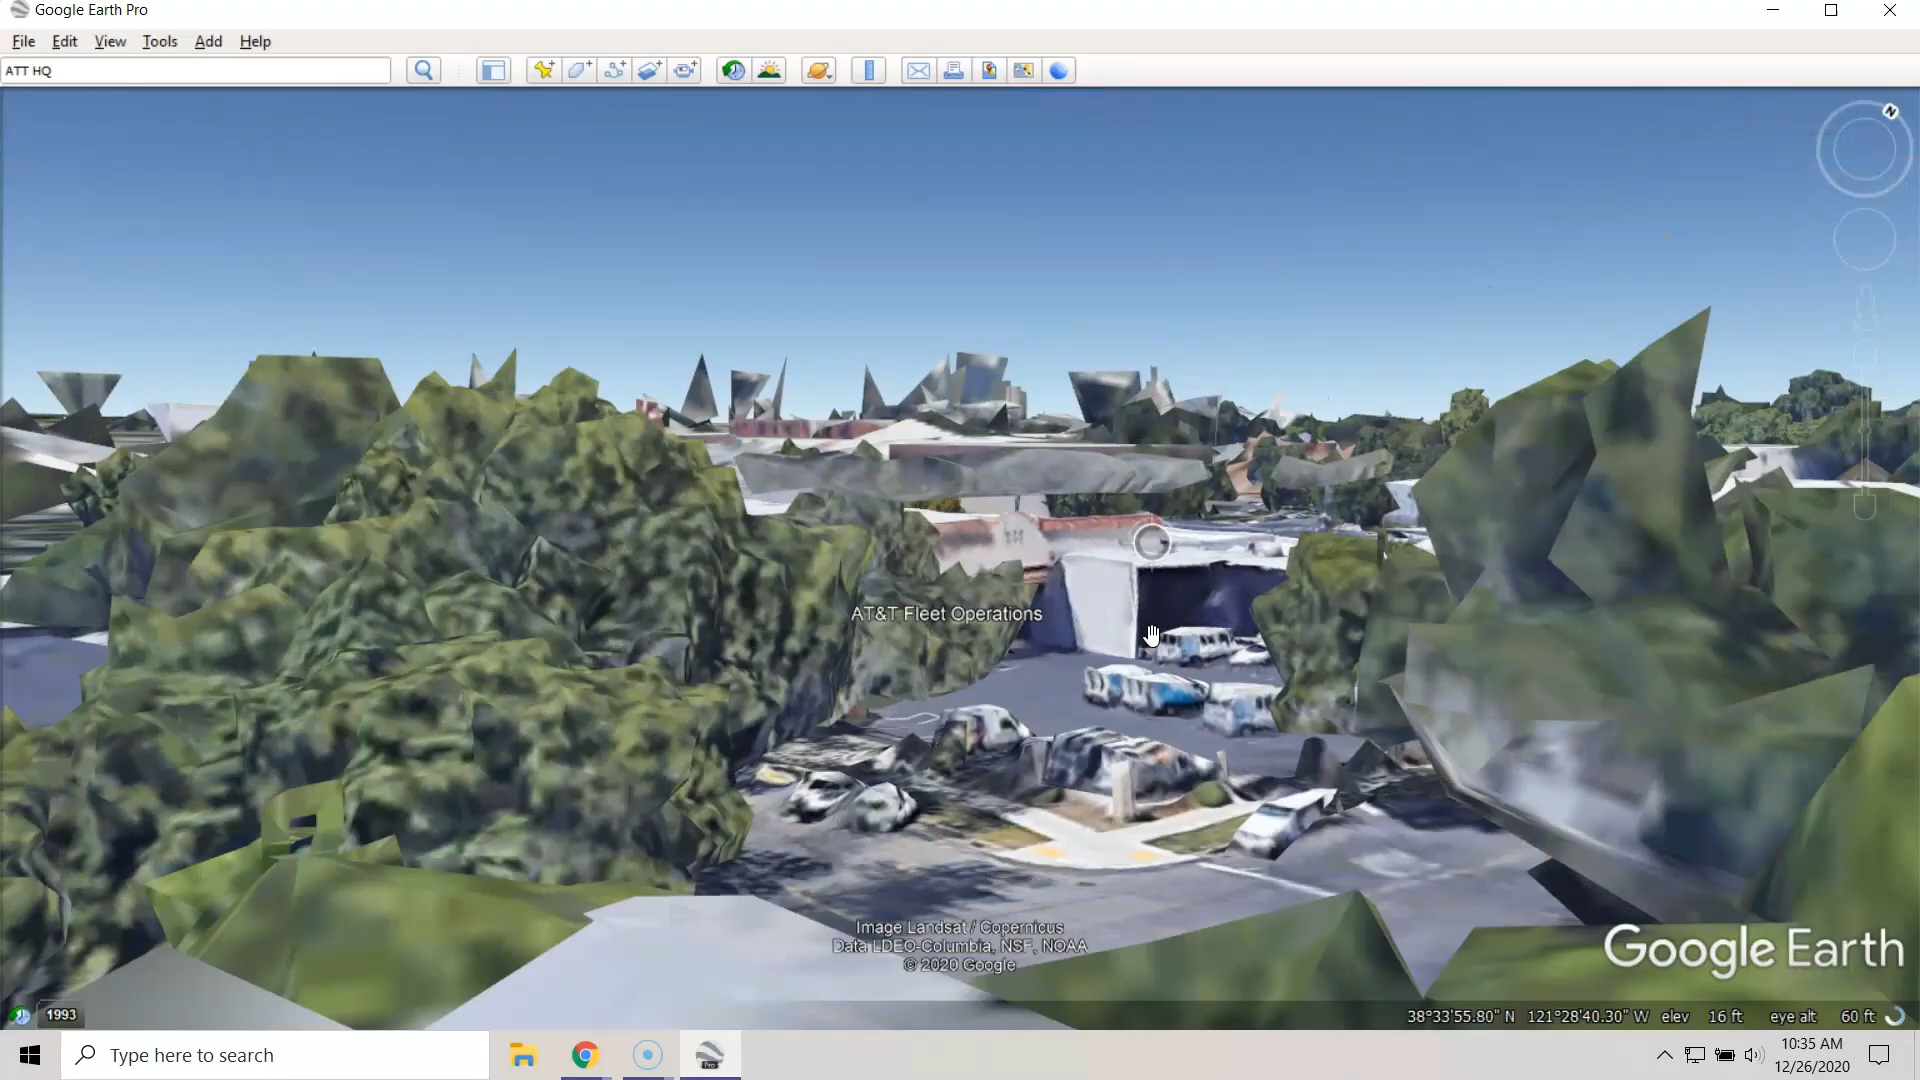 Google Earth Pro
File Edit View Tools Add Help
ATT HQ
N
AT&T Fleet Operations
Image Landsat / Copernicus
Data LDEO-Columbia, NSF, NOAA
© 2020 Google
Google Earth
1993
38°33'55.80" N 121°28'40.30" W elev 16 ft eye alt 60 ft
Type here to search
Pro
10:35 AM
12/26/2020